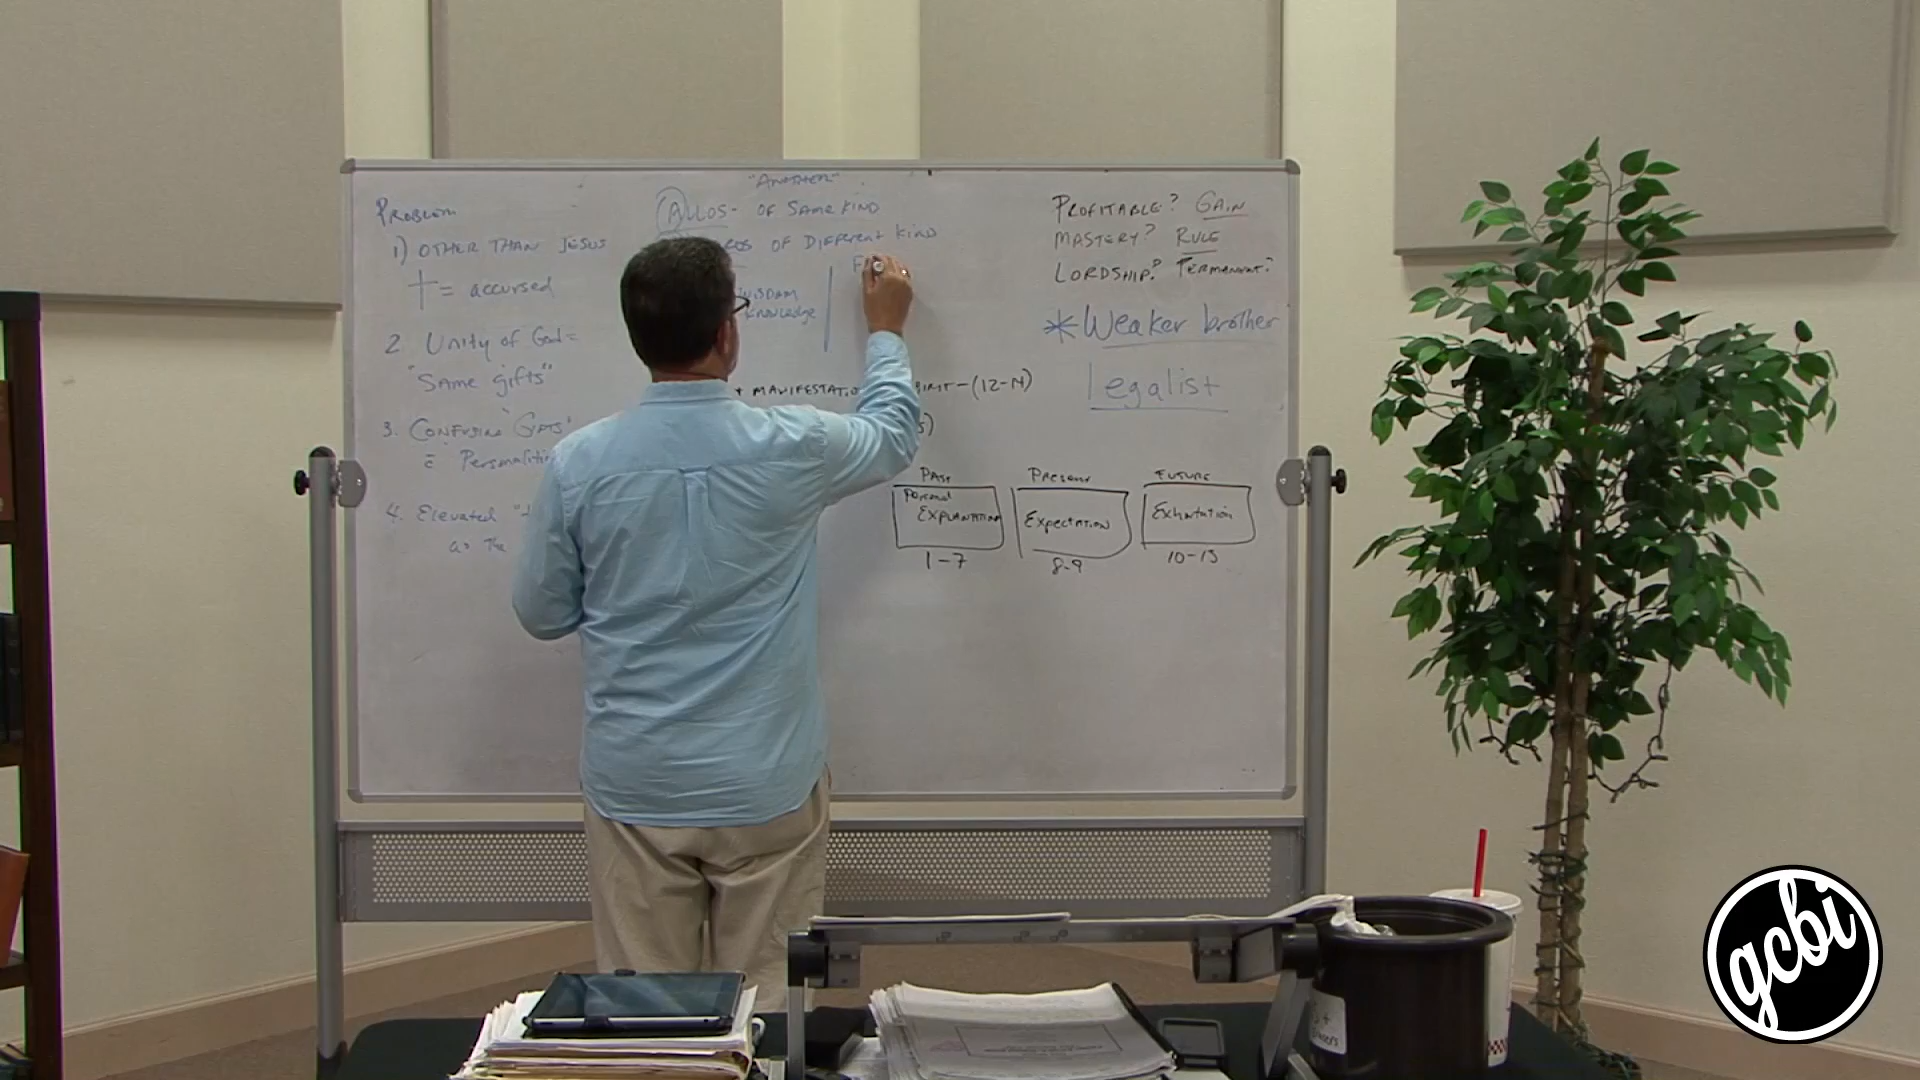 Problem
1) OTHER THAN JESUS
† = accursed
2 Unity of God =
"Same gifts"
3. Confusing "Gifts"
c̄
4. Elevated
as The
"ANOTHER"
ALLOS- OF SAME KIND
OF DIFFERENT KIND
WISDOM
Knowledge
F
(12-14)
PROFITABLE? GAIN
MASTERY? RULE
LORDSHIP? PERMANENT?
* Weaker brother
legalist
PAST
Personal
EXPLANATION
1-7
PRESENT
EXPECTATION
8-9
FUTURE
Exhortation
10-13
gcbi